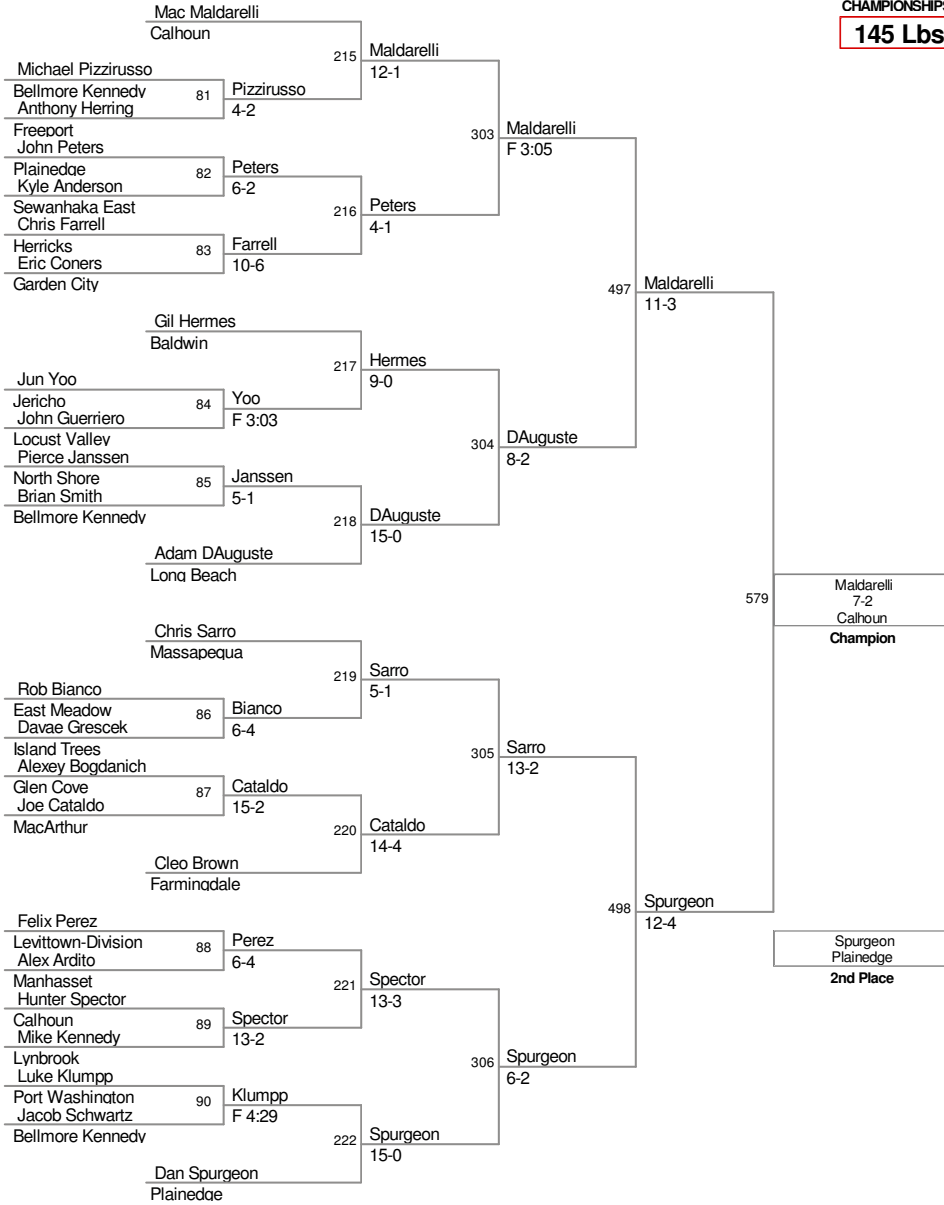 CHAMPIONSHIPS
145 Lbs
Mac Maldarelli
Calhoun
215
Maldarelli
12-1
Michael Pizzirusso
Bellmore Kennedy
81
Pizzirusso
4-2
Anthony Herring
Freeport
303
Maldarelli
F 3:05
John Peters
Plainedge
82
Peters
6-2
Kyle Anderson
Sewanhaka East
216
Peters
4-1
Chris Farrell
Herricks
83
Farrell
10-6
Eric Coners
Garden City
497
Maldarelli
11-3
Gil Hermes
Baldwin
217
Hermes
9-0
Jun Yoo
Jericho
84
Yoo
F 3:03
John Guerriero
Locust Valley
304
DAuguste
8-2
Pierce Janssen
North Shore
85
Janssen
5-1
Brian Smith
Bellmore Kennedy
218
DAuguste
15-0
Adam DAuguste
Long Beach
579
Maldarelli
7-2
Calhoun
Champion
Chris Sarro
Massapequa
219
Sarro
5-1
Rob Bianco
East Meadow
86
Bianco
6-4
Davae Grescek
Island Trees
305
Sarro
13-2
Alexey Bogdanich
Glen Cove
87
Cataldo
15-2
Joe Cataldo
MacArthur
220
Cataldo
14-4
Cleo Brown
Farmingdale
498
Spurgeon
12-4
Felix Perez
Levittown-Division
88
Perez
6-4
Alex Ardito
Manhasset
221
Spector
13-3
Hunter Spector
Calhoun
89
Spector
13-2
Mike Kennedy
Lynbrook
306
Spurgeon
6-2
Luke Klumpp
Port Washington
90
Klumpp
F 4:29
Jacob Schwartz
Bellmore Kennedy
222
Spurgeon
15-0
Dan Spurgeon
Plainedge
Spurgeon
Plainedge
2nd Place